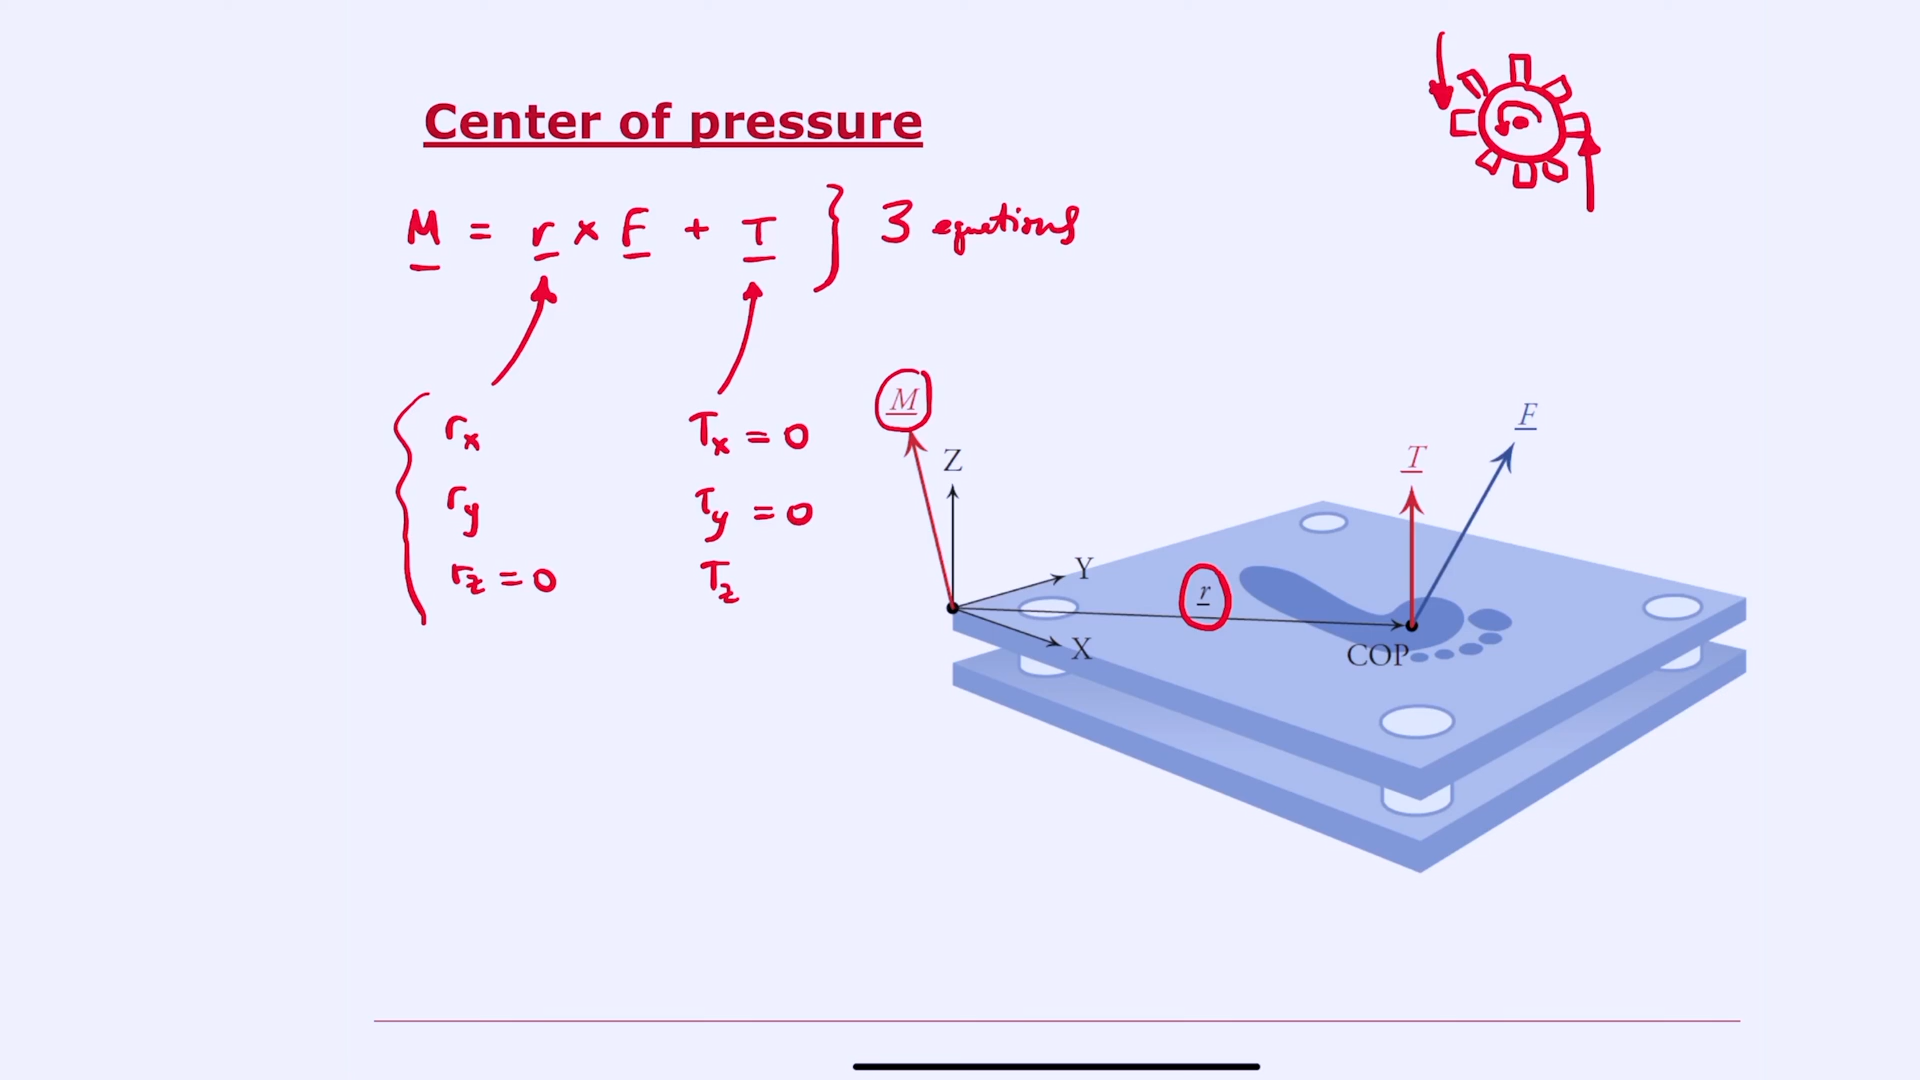 Center of pressure
M = r x F + T } 3 equations
rx Tx = 0
ry Ty = 0
rz = 0 Tz
M
Z
Y
X
r
T
F
COP